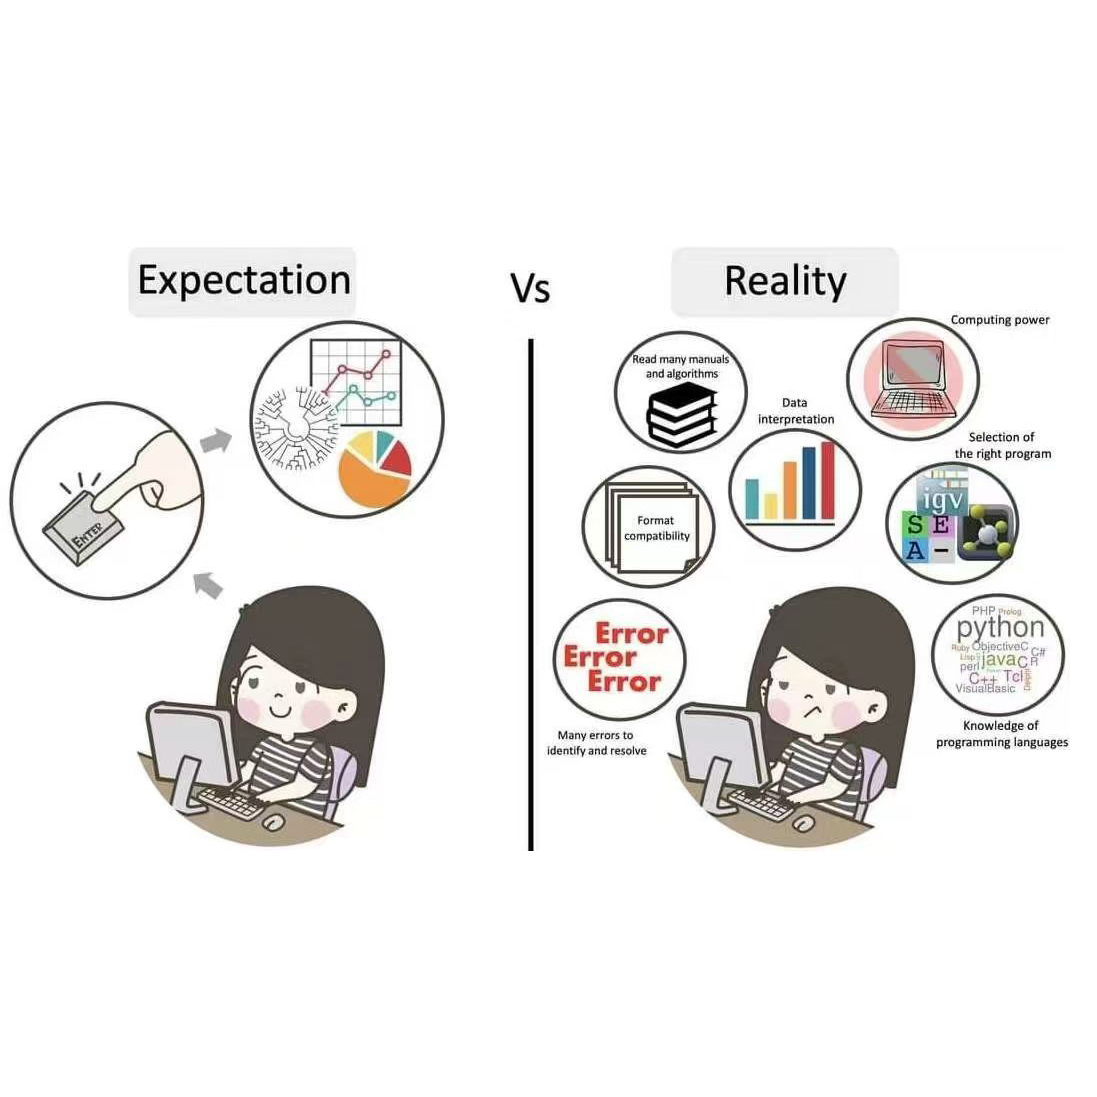 Expectation
Vs
Reality
ENTER
Read many manuals
and algorithms
Computing power
Data
interpretation
Selection of
the right program
igv
S E
A -
Format
compatibility
Error
Error
Error
Many errors to
identify and resolve
PHP Prolog
python
Ruby ObjectiveC C#
Lisp java C R
perl
C++ Tcl Delphi
VisualBasic
Knowledge of
programming languages